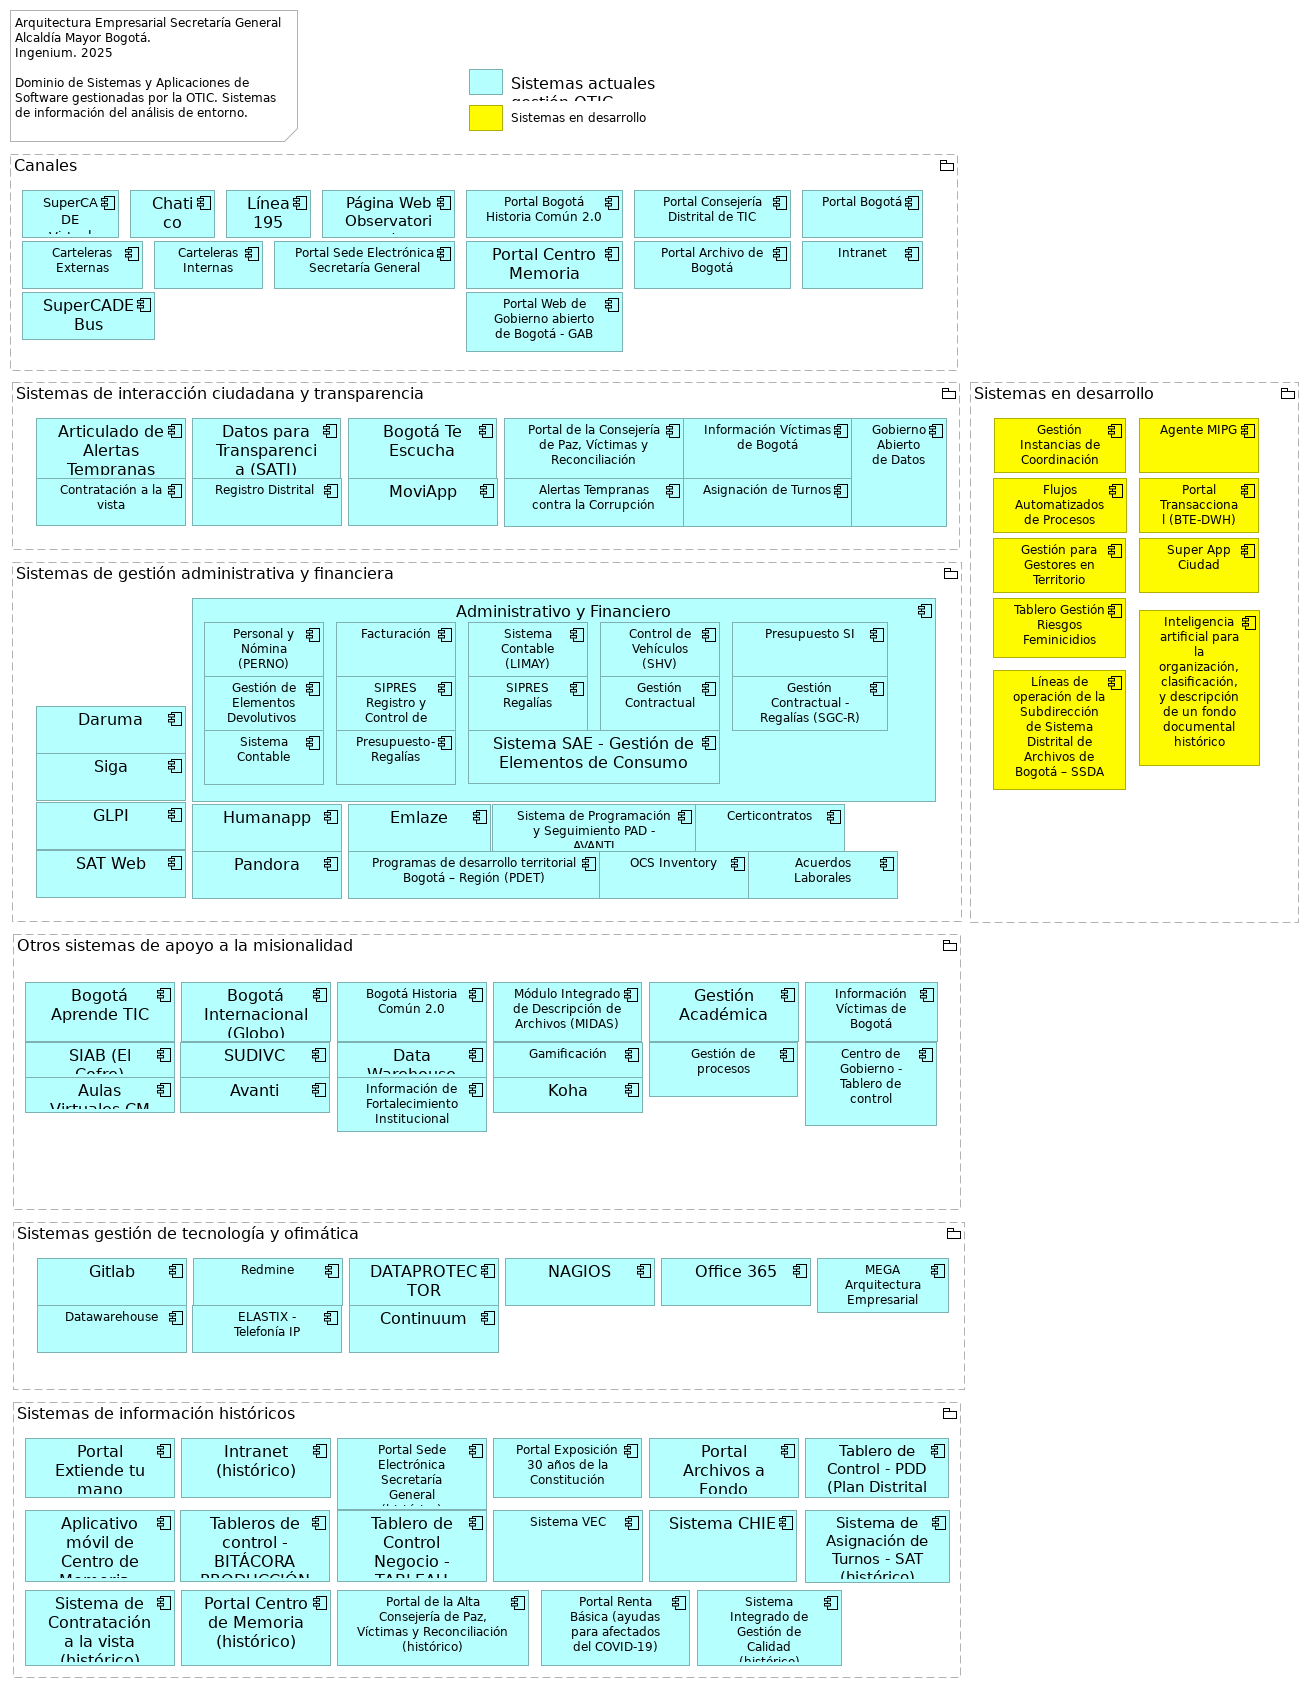 Arquitectura Empresarial Secretaría General
Alcaldía Mayor Bogotá.
Ingenium. 2025
Dominio de Sistemas y Aplicaciones de
Software gestionadas por la OTIC. Sistemas
de información del análisis de entorno.
Sistemas actuales
gestión OTIC
Sistemas en desarrollo
Canales
SuperCA
DE
Virtual
Chati
co
Línea
195
Página Web
Observatori
Portal Bogotá
Historia Común 2.0
Portal Consejería
Distrital de TIC
Portal Bogotá
Carteleras
Externas
Carteleras
Internas
Portal Sede Electrónica
Secretaría General
Portal Centro
Memoria
Portal Archivo de
Bogotá
Intranet
SuperCADE
Bus
Portal Web de
Gobierno abierto
de Bogotá - GAB
Sistemas de interacción ciudadana y transparencia
Articulado de
Alertas
Tempranas
Datos para
Transparenci
a (SATI)
Bogotá Te
Escucha
Portal de la Consejería
de Paz, Víctimas y
Reconciliación
Información Víctimas
de Bogotá
Gobierno
Abierto
de Datos
Contratación a la
vista
Registro Distrital
MoviApp
Alertas Tempranas
contra la Corrupción
Asignación de Turnos
Sistemas en desarrollo
Gestión
Instancias de
Coordinación
Agente MIPG
Flujos
Automatizados
de Procesos
Portal
Transacciona
l (BTE-DWH)
Gestión para
Gestores en
Territorio
Super App
Ciudad
Tablero Gestión
Riesgos
Feminicidios
Inteligencia
artificial para
la
organización,
clasificación,
y descripción
de un fondo
documental
histórico
Líneas de
operación de la
Subdirección
de Sistema
Distrital de
Archivos de
Bogotá – SSDA
Sistemas de gestión administrativa y financiera
Administrativo y Financiero
Personal y
Nómina
(PERNO)
Facturación
Sistema
Contable
(LIMAY)
Control de
Vehículos
(SHV)
Presupuesto SI
Gestión de
Elementos
Devolutivos
SIPRES
Registro y
Control de
SIPRES
Regalías
Gestión
Contractual
Gestión
Contractual -
Regalías (SGC-R)
Sistema
Contable
Presupuesto-
Regalías
Sistema SAE - Gestión de
Elementos de Consumo
Daruma
Siga
GLPI
SAT Web
Humanapp
Emlaze
Sistema de Programación
y Seguimiento PAD -
AVANTI
Certicontratos
Pandora
Programas de desarrollo territorial
Bogotá – Región (PDET)
OCS Inventory
Acuerdos
Laborales
Otros sistemas de apoyo a la misionalidad
Bogotá
Aprende TIC
Bogotá
Internacional
(Globo)
Bogotá Historia
Común 2.0
Módulo Integrado
de Descripción de
Archivos (MIDAS)
Gestión
Académica
Información
Víctimas de
Bogotá
SIAB (El
Cofre)
SUDIVC
Data
Warehouse
Gamificación
Gestión de
procesos
Centro de
Gobierno -
Tablero de
control
Aulas
Virtuales CM
Avanti
Información de
Fortalecimiento
Institucional
Koha
Sistemas gestión de tecnología y ofimática
Gitlab
Redmine
DATAPROTEC
TOR
NAGIOS
Office 365
MEGA
Arquitectura
Empresarial
Datawarehouse
ELASTIX -
Telefonía IP
Continuum
Sistemas de información históricos
Portal
Extiende tu
mano
Intranet
(histórico)
Portal Sede
Electrónica
Secretaría
General
(histórico)
Portal Exposición
30 años de la
Constitución
Portal
Archivos a
Fondo
Tablero de
Control - PDD
(Plan Distrital
Aplicativo
móvil de
Centro de
Memoria
Tableros de
control -
BITÁCORA
PRODUCCIÓN
Tablero de
Control
Negocio -
TABLEAU
Sistema VEC
Sistema CHIE
Sistema de
Asignación de
Turnos - SAT
(histórico)
Sistema de
Contratación
a la vista
(histórico)
Portal Centro
de Memoria
(histórico)
Portal de la Alta
Consejería de Paz,
Víctimas y Reconciliación
(histórico)
Portal Renta
Básica (ayudas
para afectados
del COVID-19)
Sistema
Integrado de
Gestión de
Calidad
(histórico)